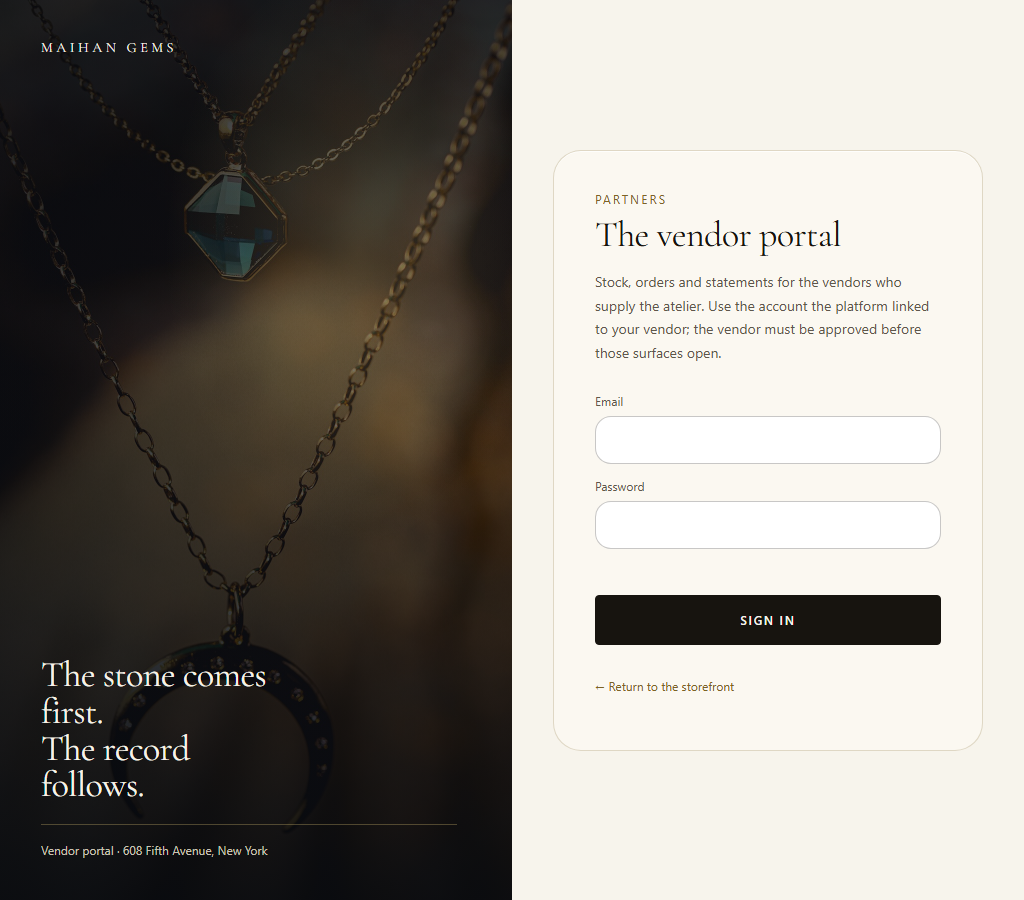 MAIHAN GEMS
The stone comes
first.
The record
follows.
Vendor portal · 608 Fifth Avenue, New York
PARTNERS
The vendor portal
Stock, orders and statements for the vendors who
supply the atelier. Use the account the platform linked
to your vendor; the vendor must be approved before
those surfaces open.
Email
Password
SIGN IN
← Return to the storefront